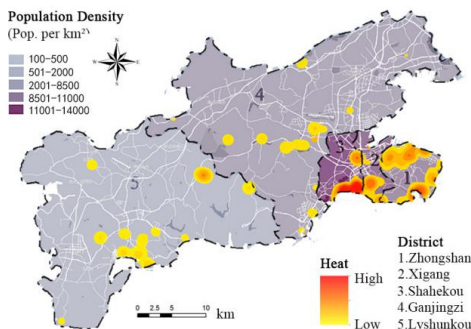 Population Density
(Pop. per km²)
100-500
501-2000
2001-8500
8501-11000
11001-14000
4
3
2
1
5
0 2.5 5 10
km
Heat
High
Low
District
1.Zhongshan
2.Xigang
3.Shahekou
4.Ganjingzi
5.Lvshunkou